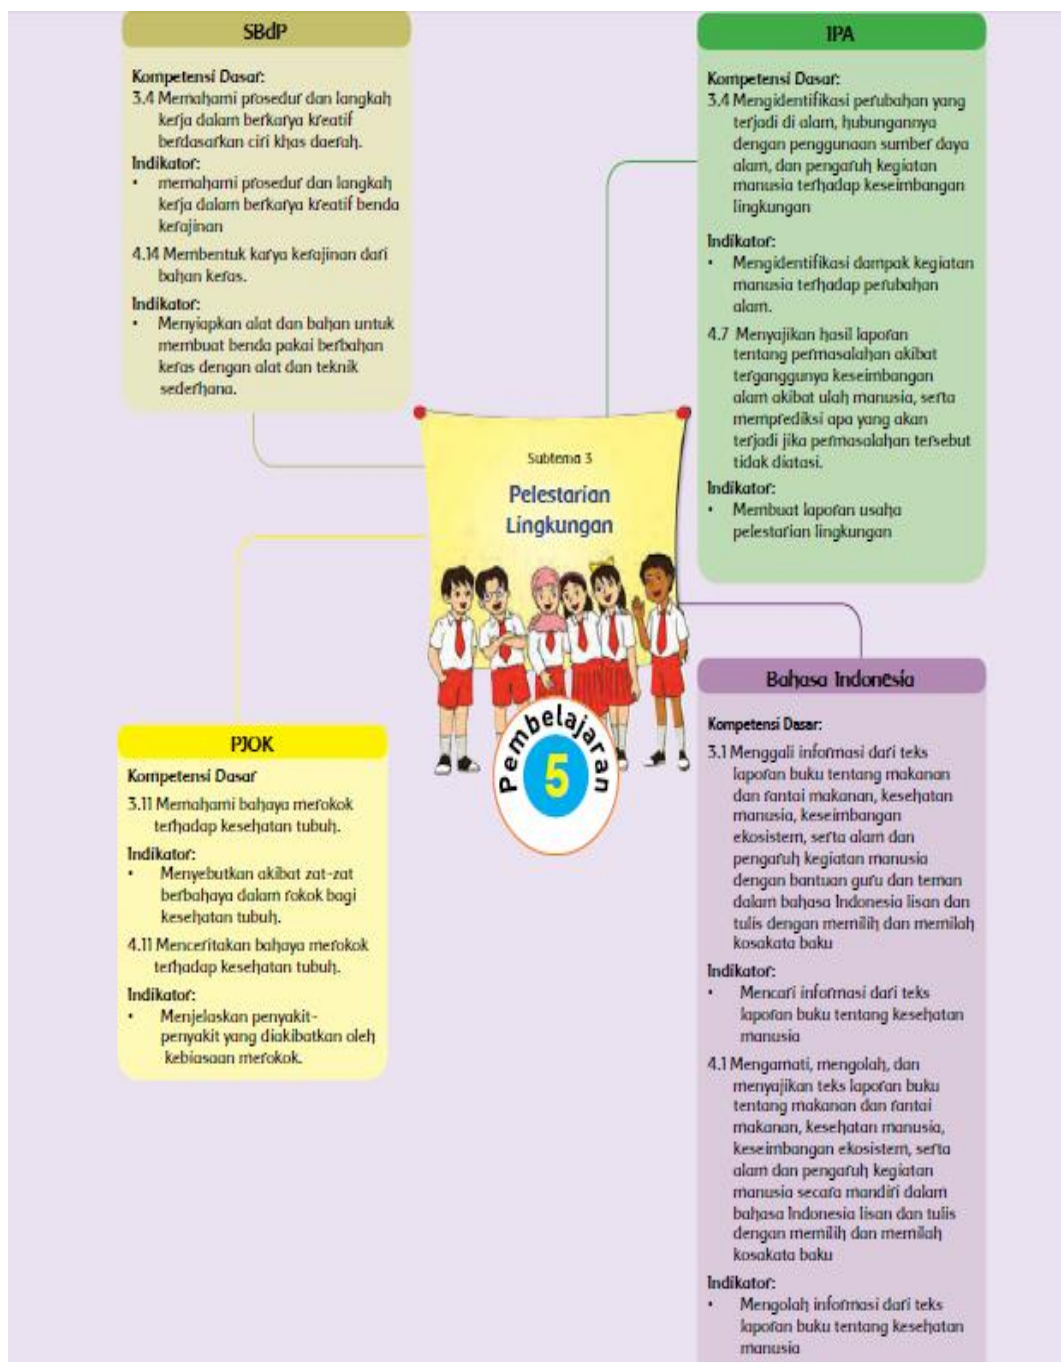 SBdP
Kompetensi Dasar:
3.4 Memahami prosedur dan langkah
kerja dalam berkarya kreatif
berdasarkan ciri khas daerah.
Indikator:
• memahami prosedur dan langkah
kerja dalam berkarya kreatif benda
kerajinan
4.14 Membentuk karya kerajinan dari
bahan keras.
Indikator:
• Menyiapkan alat dan bahan untuk
membuat benda pakai berbahan
keras dengan alat dan teknik
sederhana.
IPA
Kompetensi Dasar:
3.4 Mengidentifikasi perubahan yang
terjadi di alam, hubungannya
dengan penggunaan sumber daya
alam, dan pengaruh kegiatan
manusia terhadap keseimbangan
lingkungan
Indikator:
• Mengidentifikasi dampak kegiatan
manusia terhadap perubahan
alam.
4.7 Menyajikan hasil laporan
tentang permasalahan akibat
terganggunya keseimbangan
alam akibat ulah manusia, serta
memprediksi apa yang akan
terjadi jika permasalahan tersebut
tidak diatasi.
Indikator:
• Membuat laporan usaha
pelestarian lingkungan
Subtema 3
Pelestarian
Lingkungan
Pembelajaran
5
PJOK
Kompetensi Dasar
3.11 Memahami bahaya merokok
terhadap kesehatan tubuh.
Indikator:
• Menyebutkan akibat zat-zat
berbahaya dalam rokok bagi
kesehatan tubuh.
4.11 Menceritakan bahaya merokok
terhadap kesehatan tubuh.
Indikator:
• Menjelaskan penyakit-
penyakit yang diakibatkan oleh
kebiasaan merokok.
Bahasa Indonesia
Kompetensi Dasar:
3.1 Menggali informasi dari teks
laporan buku tentang makanan
dan rantai makanan, kesehatan
manusia, keseimbangan
ekosistem, serta alam dan
pengaruh kegiatan manusia
dengan bantuan guru dan teman
dalam bahasa Indonesia lisan dan
tulis dengan memilih dan memilah
kosakata baku
Indikator:
• Mencari informasi dari teks
laporan buku tentang kesehatan
manusia
4.1 Mengamati, mengolah, dan
menyajikan teks laporan buku
tentang makanan dan rantai
makanan, kesehatan manusia,
keseimbangan ekosistem, serta
alam dan pengaruh kegiatan
manusia secara mandiri dalam
bahasa Indonesia lisan dan tulis
dengan memilih dan memilah
kosakata baku
Indikator:
• Mengolah informasi dari teks
laporan buku tentang kesehatan
manusia